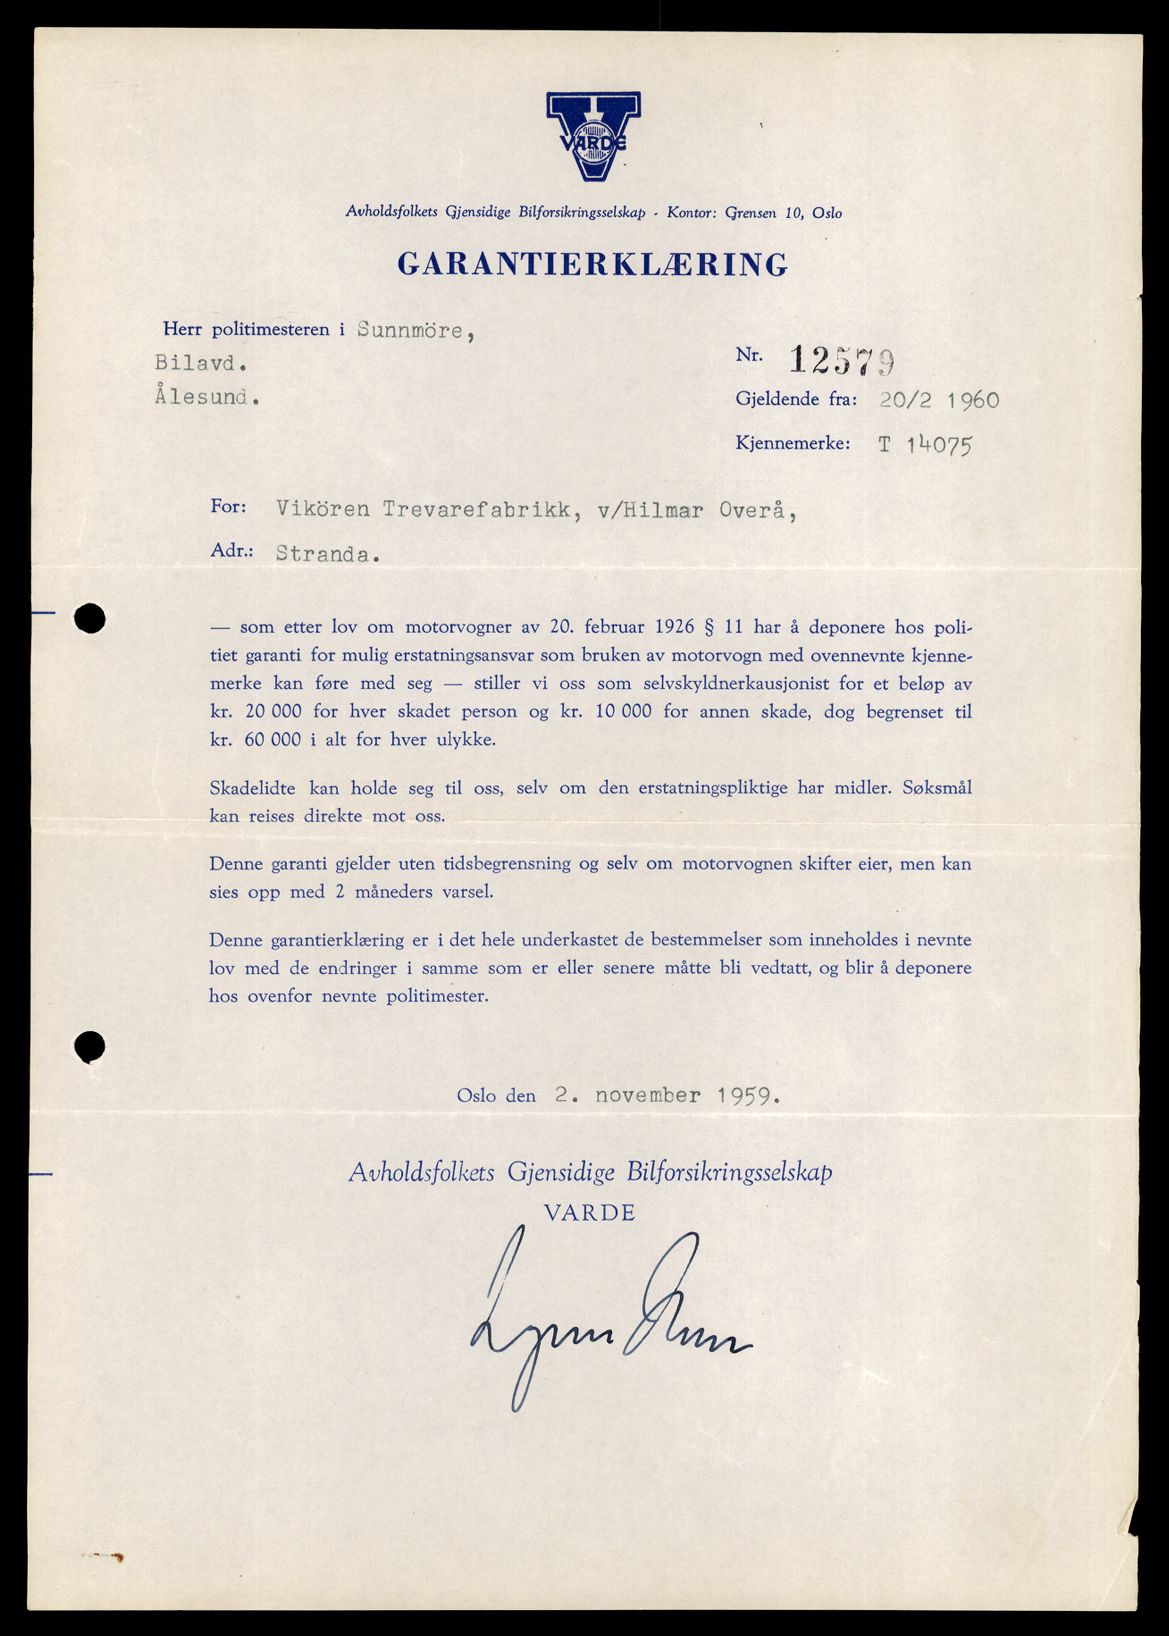 VARDE
Avholdsfolkets Gjensidige Bilforsikringsselskap - Kontor: Grensen 10, Oslo
GARANTIERKLÆRING
Herr politimesteren i Sunnmöre,
Bilavd.
Ålesund.
Nr. 12579
Gjeldende fra: 20/2 1960
Kjennemerke: T 14075
For: Vikören Trevarefabrikk, v/Hilmar Overå,
Adr.: Stranda.
— som etter lov om motorvogner av 20. februar 1926 § 11 har å deponere hos poli-
tiet garanti for mulig erstatningsansvar som bruken av motorvogn med ovennevnte kjenne-
merke kan føre med seg — stiller vi oss som selvskyldnerkausjonist for et beløp av
kr. 20 000 for hver skadet person og kr. 10 000 for annen skade, dog begrenset til
kr. 60 000 i alt for hver ulykke.
Skadelidte kan holde seg til oss, selv om den erstatningspliktige har midler. Søksmål
kan reises direkte mot oss.
Denne garanti gjelder uten tidsbegrensning og selv om motorvognen skifter eier, men kan
sies opp med 2 måneders varsel.
Denne garantierklæring er i det hele underkastet de bestemmelser som inneholdes i nevnte
lov med de endringer i samme som er eller senere måtte bli vedtatt, og blir å deponere
hos ovenfor nevnte politimester.
Oslo den 2. november 1959.
Avholdsfolkets Gjensidige Bilforsikringsselskap
VARDE